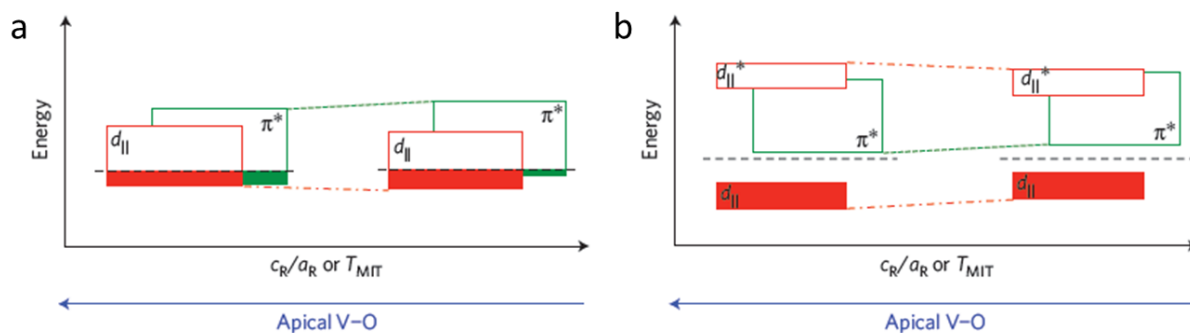 a
Energy
d||
π*
d||
π*
c_R/a_R or T_MIT
Apical V–O
b
Energy
d||*
π*
d||
d||*
π*
d||
c_R/a_R or T_MIT
Apical V–O